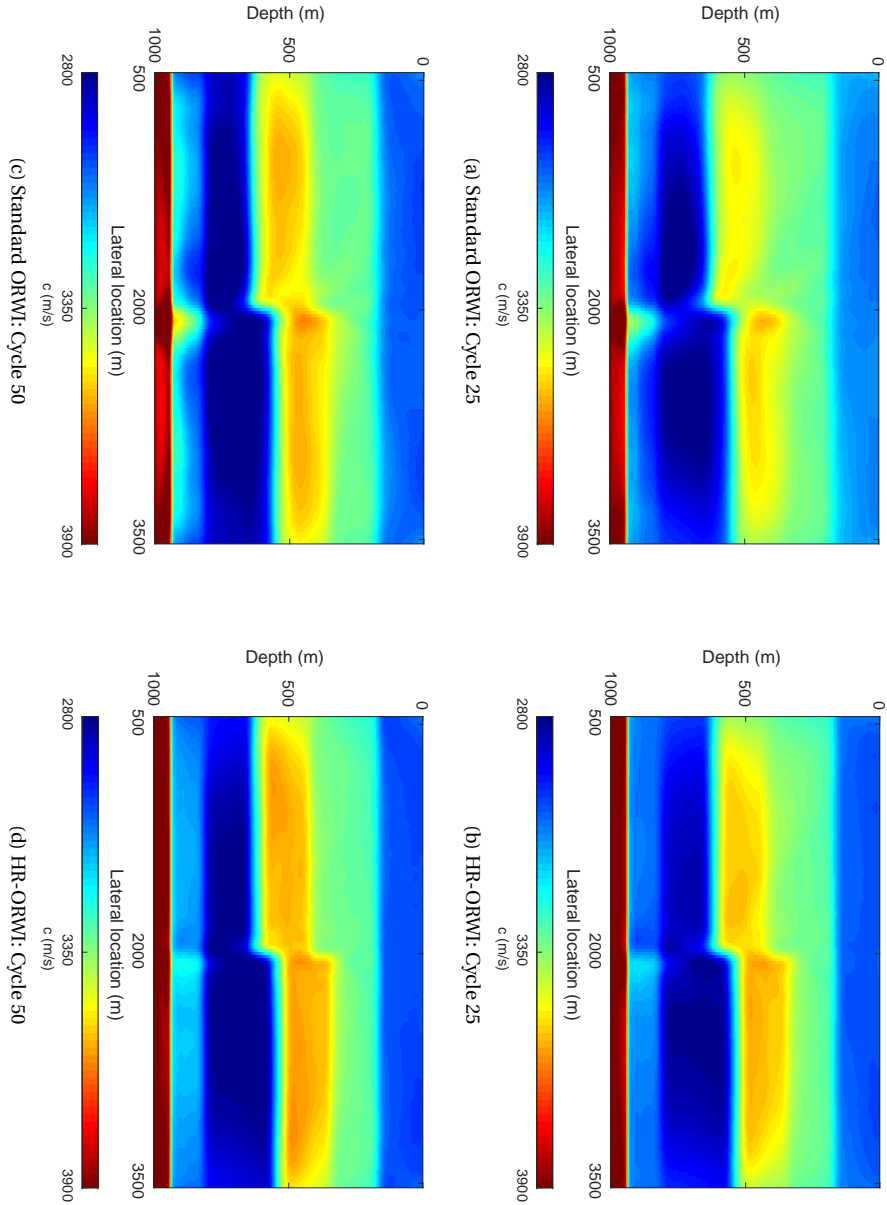 Depth (m)
0
500
1000
500 2000 3500
Lateral location (m)
2800 3350 3900
c (m/s)
(a) Standard ORWI: Cycle 25
Depth (m)
0
500
1000
500 2000 3500
Lateral location (m)
2800 3350 3900
c (m/s)
(b) HR-ORWI: Cycle 25
Depth (m)
0
500
1000
500 2000 3500
Lateral location (m)
2800 3350 3900
c (m/s)
(c) Standard ORWI: Cycle 50
Depth (m)
0
500
1000
500 2000 3500
Lateral location (m)
2800 3350 3900
c (m/s)
(d) HR-ORWI: Cycle 50